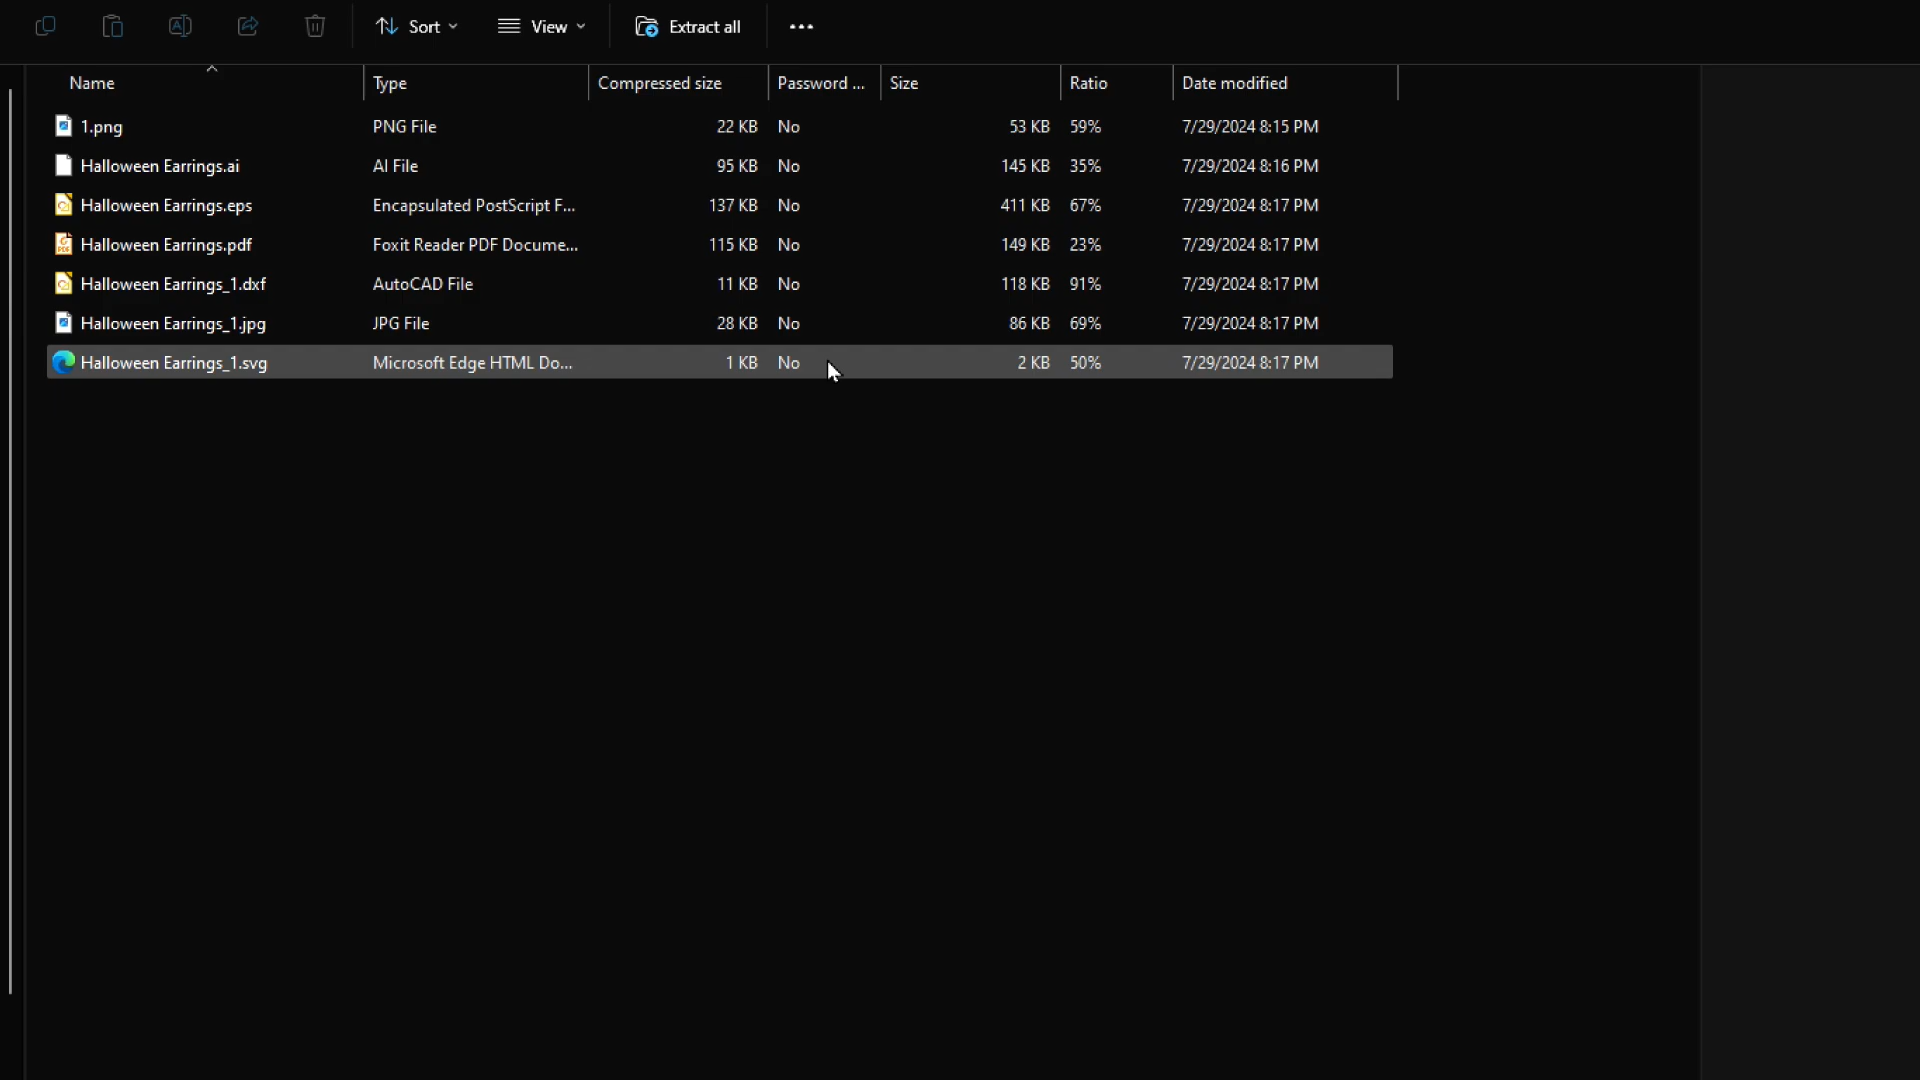 Sort View Extract all
Name Type Compressed size Password ... Size Ratio Date modified
1.png PNG File 22 KB No 53 KB 59% 7/29/2024 8:15 PM
Halloween Earrings.ai AI File 95 KB No 145 KB 35% 7/29/2024 8:16 PM
Halloween Earrings.eps Encapsulated PostScript F... 137 KB No 411 KB 67% 7/29/2024 8:17 PM
Halloween Earrings.pdf Foxit Reader PDF Docume... 115 KB No 149 KB 23% 7/29/2024 8:17 PM
Halloween Earrings_1.dxf AutoCAD File 11 KB No 118 KB 91% 7/29/2024 8:17 PM
Halloween Earrings_1.jpg JPG File 28 KB No 86 KB 69% 7/29/2024 8:17 PM
Halloween Earrings_1.svg Microsoft Edge HTML Do... 1 KB No 2 KB 50% 7/29/2024 8:17 PM